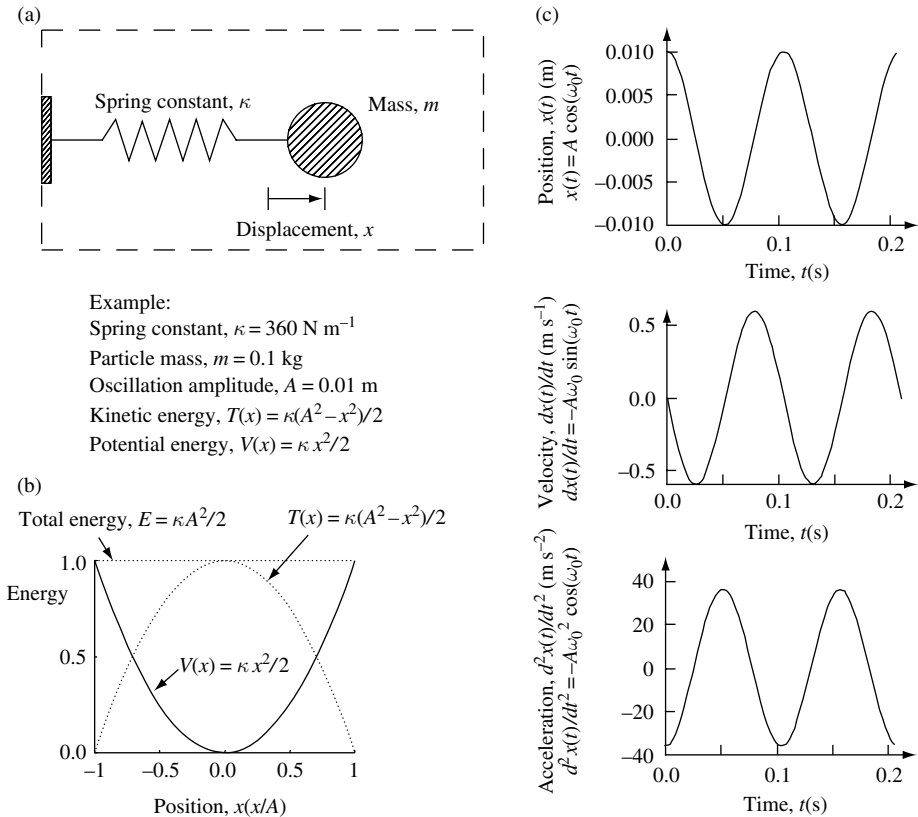 (a)
Spring constant, κ
Mass, m
Displacement, x
Example:
Spring constant, κ = 360 N m⁻¹
Particle mass, m = 0.1 kg
Oscillation amplitude, A = 0.01 m
Kinetic energy, T(x) = κ(A² – x²)/2
Potential energy, V(x) = κ x²/2
(b)
Total energy, E = κA²/2
T(x) = κ(A² – x²)/2
1.0
Energy
0.5
V(x) = κ x²/2
0.0
–1 –0.5 0.0 0.5 1
Position, x(x/A)
(c)
Position, x(t) (m)
x(t) = A cos(ω₀t)
0.010
0.005
0.000
–0.005
–0.010
0.0 0.1 0.2
Time, t(s)
Velocity, dx(t)/dt (m s⁻¹)
dx(t)/dt = –Aω₀ sin(ω₀t)
0.5
0.0
–0.5
0.0 0.1 0.2
Time, t(s)
Acceleration, d²x(t)/dt² (m s⁻²)
d²x(t)/dt² = –Aω₀² cos(ω₀t)
40
20
0
–20
–40
0.0 0.1 0.2
Time, t(s)